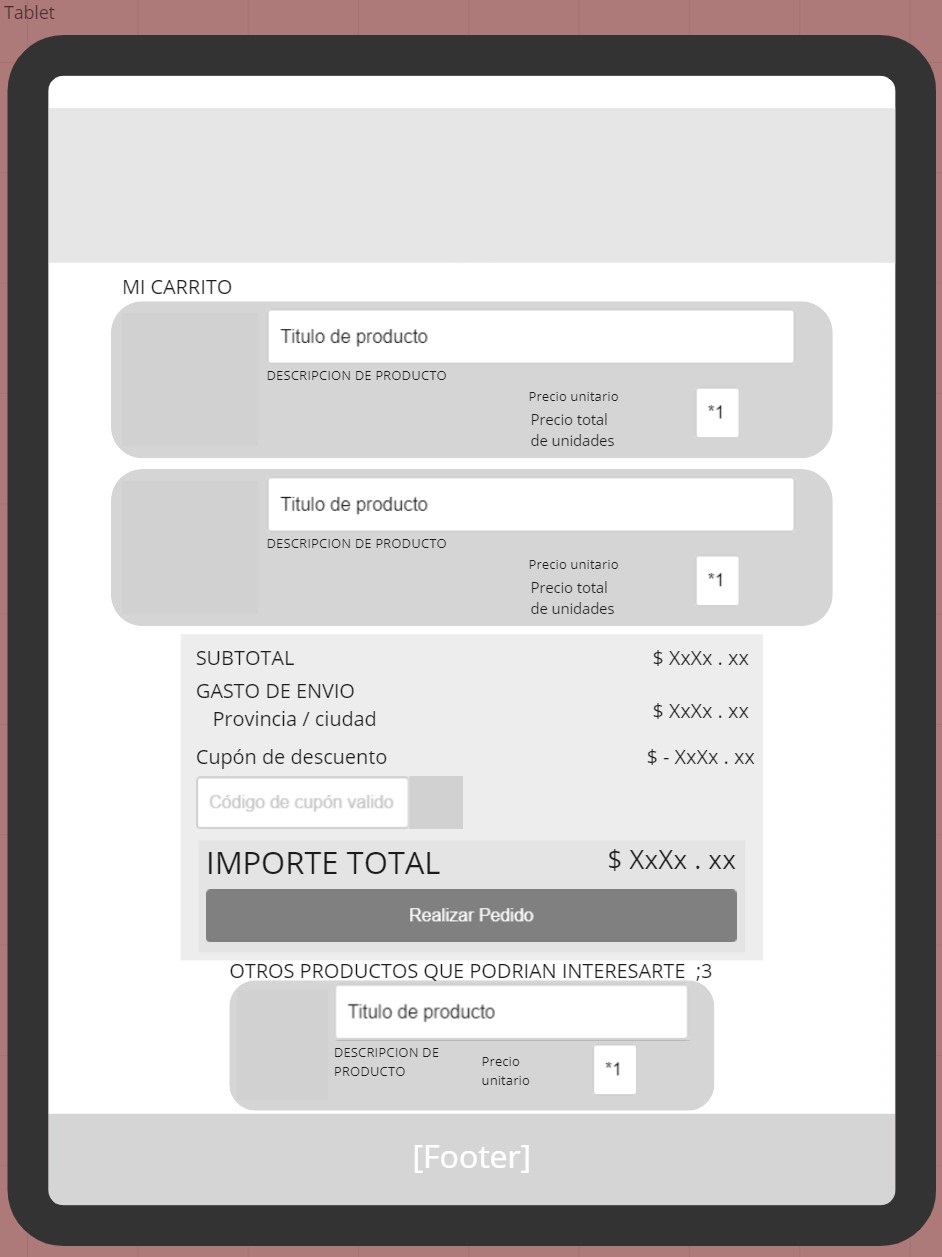 Tablet
MI CARRITO
Titulo de producto
DESCRIPCION DE PRODUCTO
Precio unitario
Precio total
de unidades
*1
Titulo de producto
DESCRIPCION DE PRODUCTO
Precio unitario
Precio total
de unidades
*1
SUBTOTAL $ XxXx . xx
GASTO DE ENVIO
Provincia / ciudad $ XxXx . xx
Cupón de descuento $ - XxXx . xx
Código de cupón valido
IMPORTE TOTAL $ XxXx . xx
Realizar Pedido
OTROS PRODUCTOS QUE PODRIAN INTERESARTE ;3
Titulo de producto
DESCRIPCION DE
PRODUCTO
Precio
unitario
*1
[Footer]